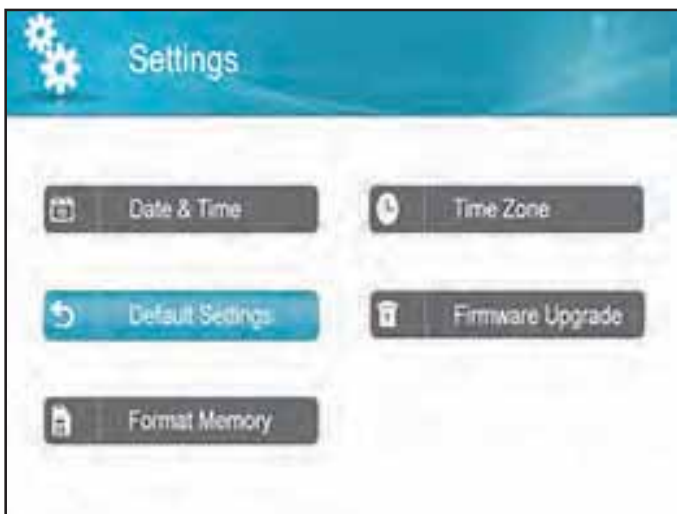 Settings
Date & Time
Time Zone
Default Settings
Firmware Upgrade
Format Memory